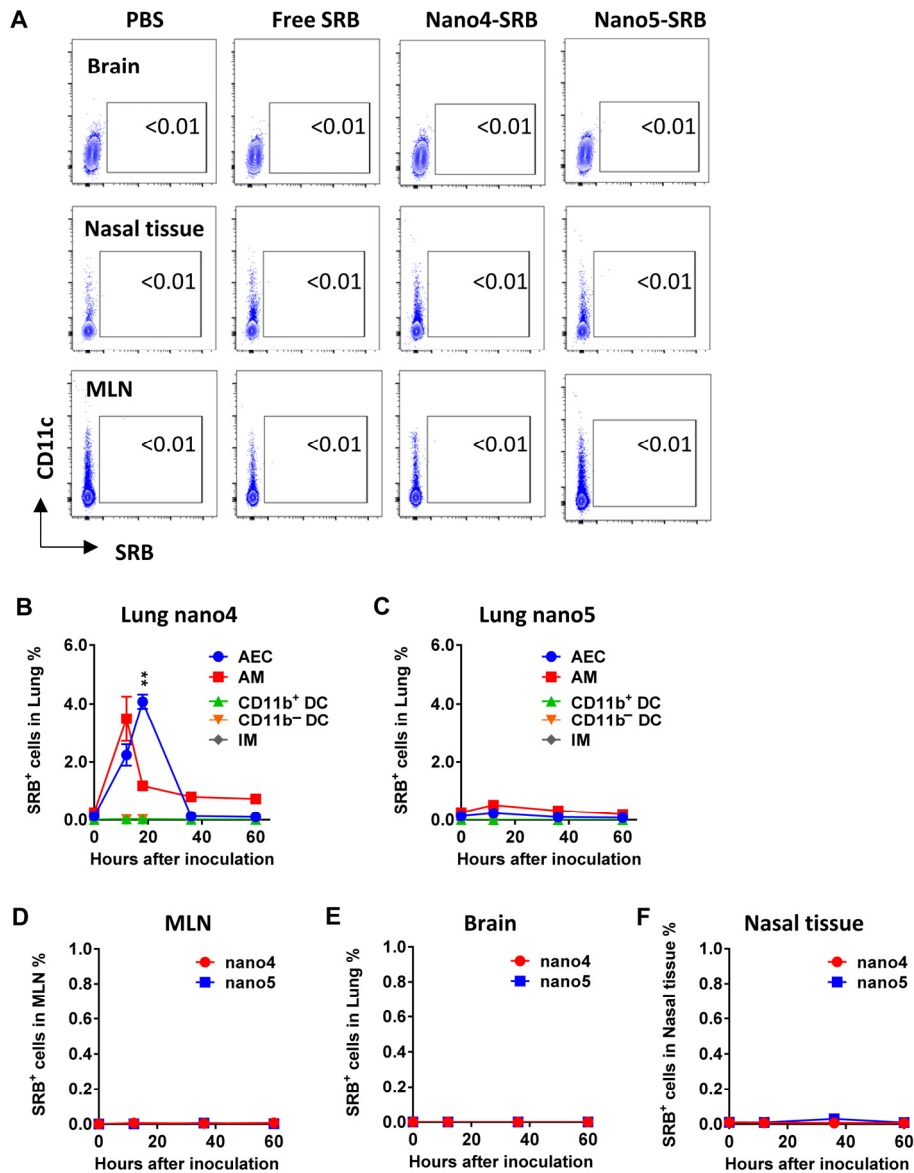 A
PBS Free SRB Nano4-SRB Nano5-SRB
Brain
<0.01 <0.01 <0.01 <0.01
Nasal tissue
<0.01 <0.01 <0.01 <0.01
MLN
<0.01 <0.01 <0.01 <0.01
CD11c
SRB
B
Lung nano4
SRB⁺ cells in Lung %
6.0
4.0
2.0
0
0 20 40 60
Hours after inoculation
**
AEC
AM
CD11b⁺ DC
CD11b⁻ DC
IM
C
Lung nano5
SRB⁺ cells in Lung %
6.0
4.0
2.0
0
0 20 40 60
Hours after inoculation
AEC
AM
CD11b⁺ DC
CD11b⁻ DC
IM
D
MLN
SRB⁺ cells in MLN %
1.0
0.8
0.6
0.4
0.2
0.0
0 20 40 60
Hours after inoculation
nano4
nano5
E
Brain
SRB⁺ cells in Lung %
1.0
0.8
0.6
0.4
0.2
0.0
0 20 40 60
Hours after inoculation
nano4
nano5
F
Nasal tissue
SRB⁺ cells in Nasal tissue %
1.0
0.8
0.6
0.4
0.2
0.0
0 20 40 60
Hours after inoculation
nano4
nano5